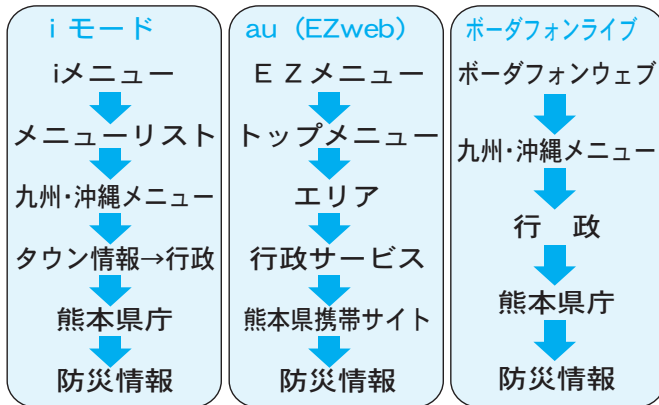 i モード
iメニュー
メニューリスト
九州･沖縄メニュー
タウン情報→行政
熊本県庁
防災情報
au（EZweb）
ＥＺメニュー
トップメニュー
エリア
行政サービス
熊本県携帯サイト
防災情報
ボーダフォンライブ
ボーダフォンウェブ
九州･沖縄メニュー
行　政
熊本県庁
防災情報